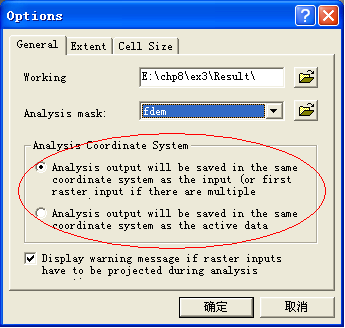 Options
General Extent Cell Size
Working E:\chp8\ex3\Result\
Analysis mask: fdem
Analysis Coordinate System
Analysis output will be saved in the same
coordinate system as the input (or first
raster input if there are multiple
Analysis output will be saved in the same
coordinate system as the active data
Display warning message if raster inputs
have to be projected during analysis
确定 取消